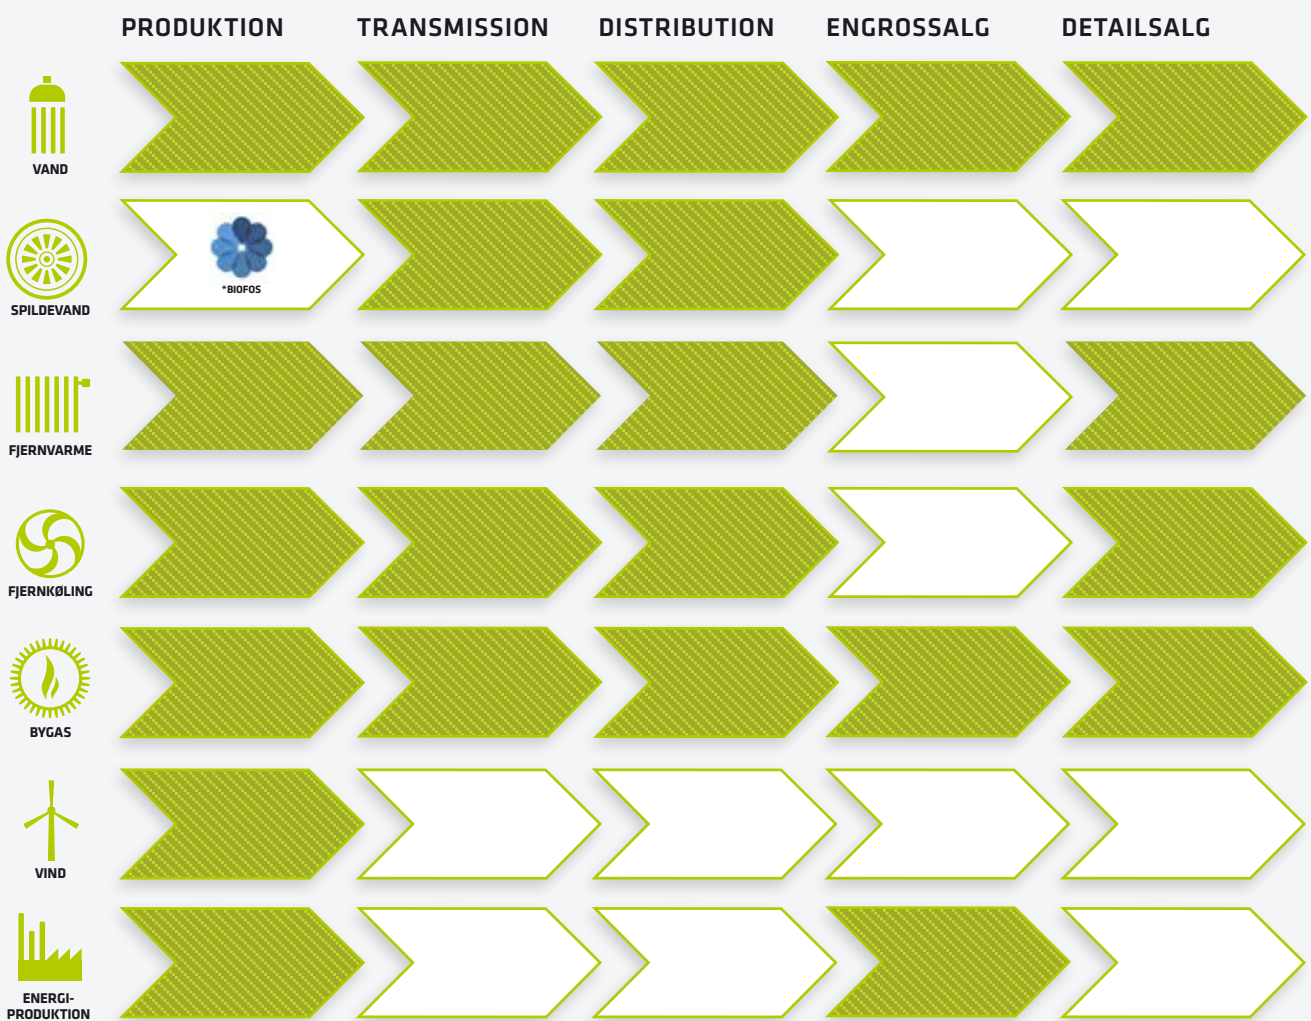 PRODUKTION TRANSMISSION DISTRIBUTION ENGROSSALG DETAILSALG
VAND
*BIOFOS
SPILDEVAND
FJERNVARME
FJERNKØLING
BYGAS
VIND
ENERGI-
PRODUKTION